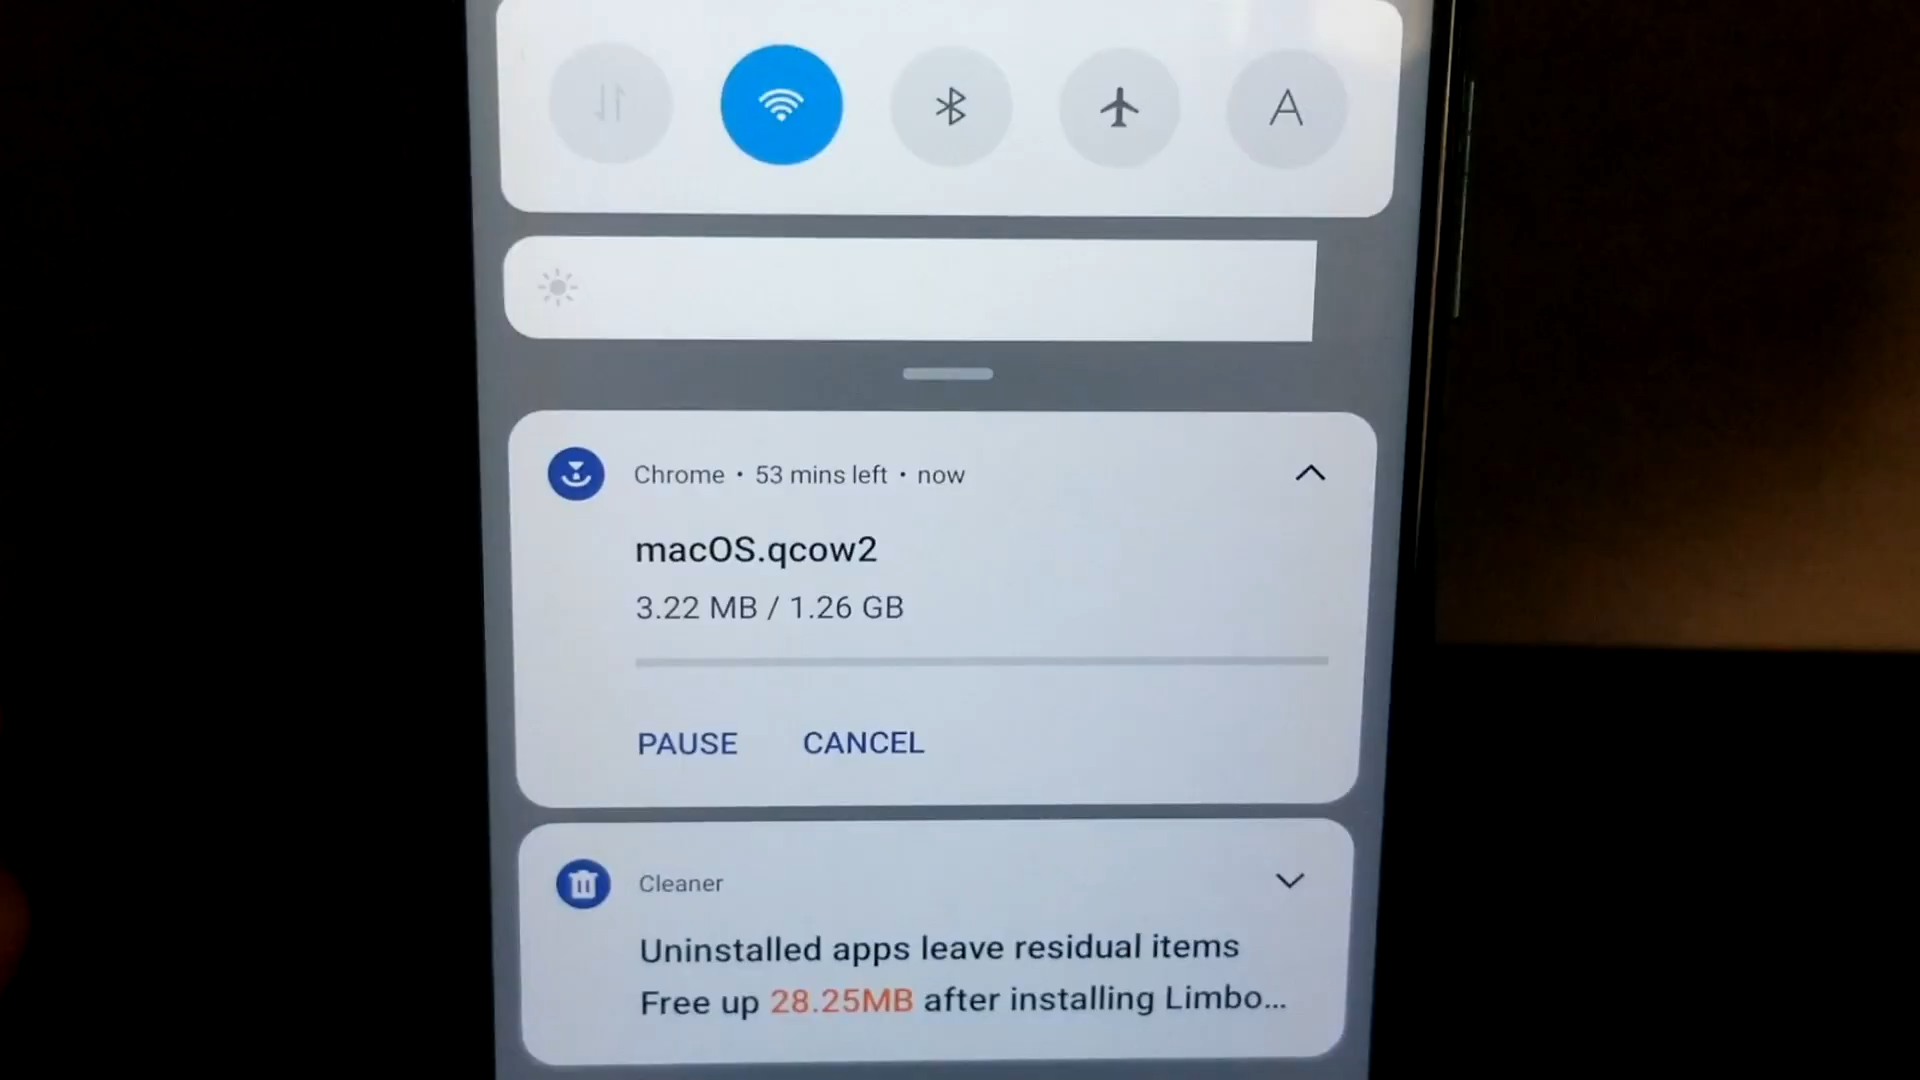 A
Chrome • 53 mins left • now
macOS.qcow2
3.22 MB / 1.26 GB
PAUSE CANCEL
Cleaner
Uninstalled apps leave residual items
Free up 28.25MB after installing Limbo...